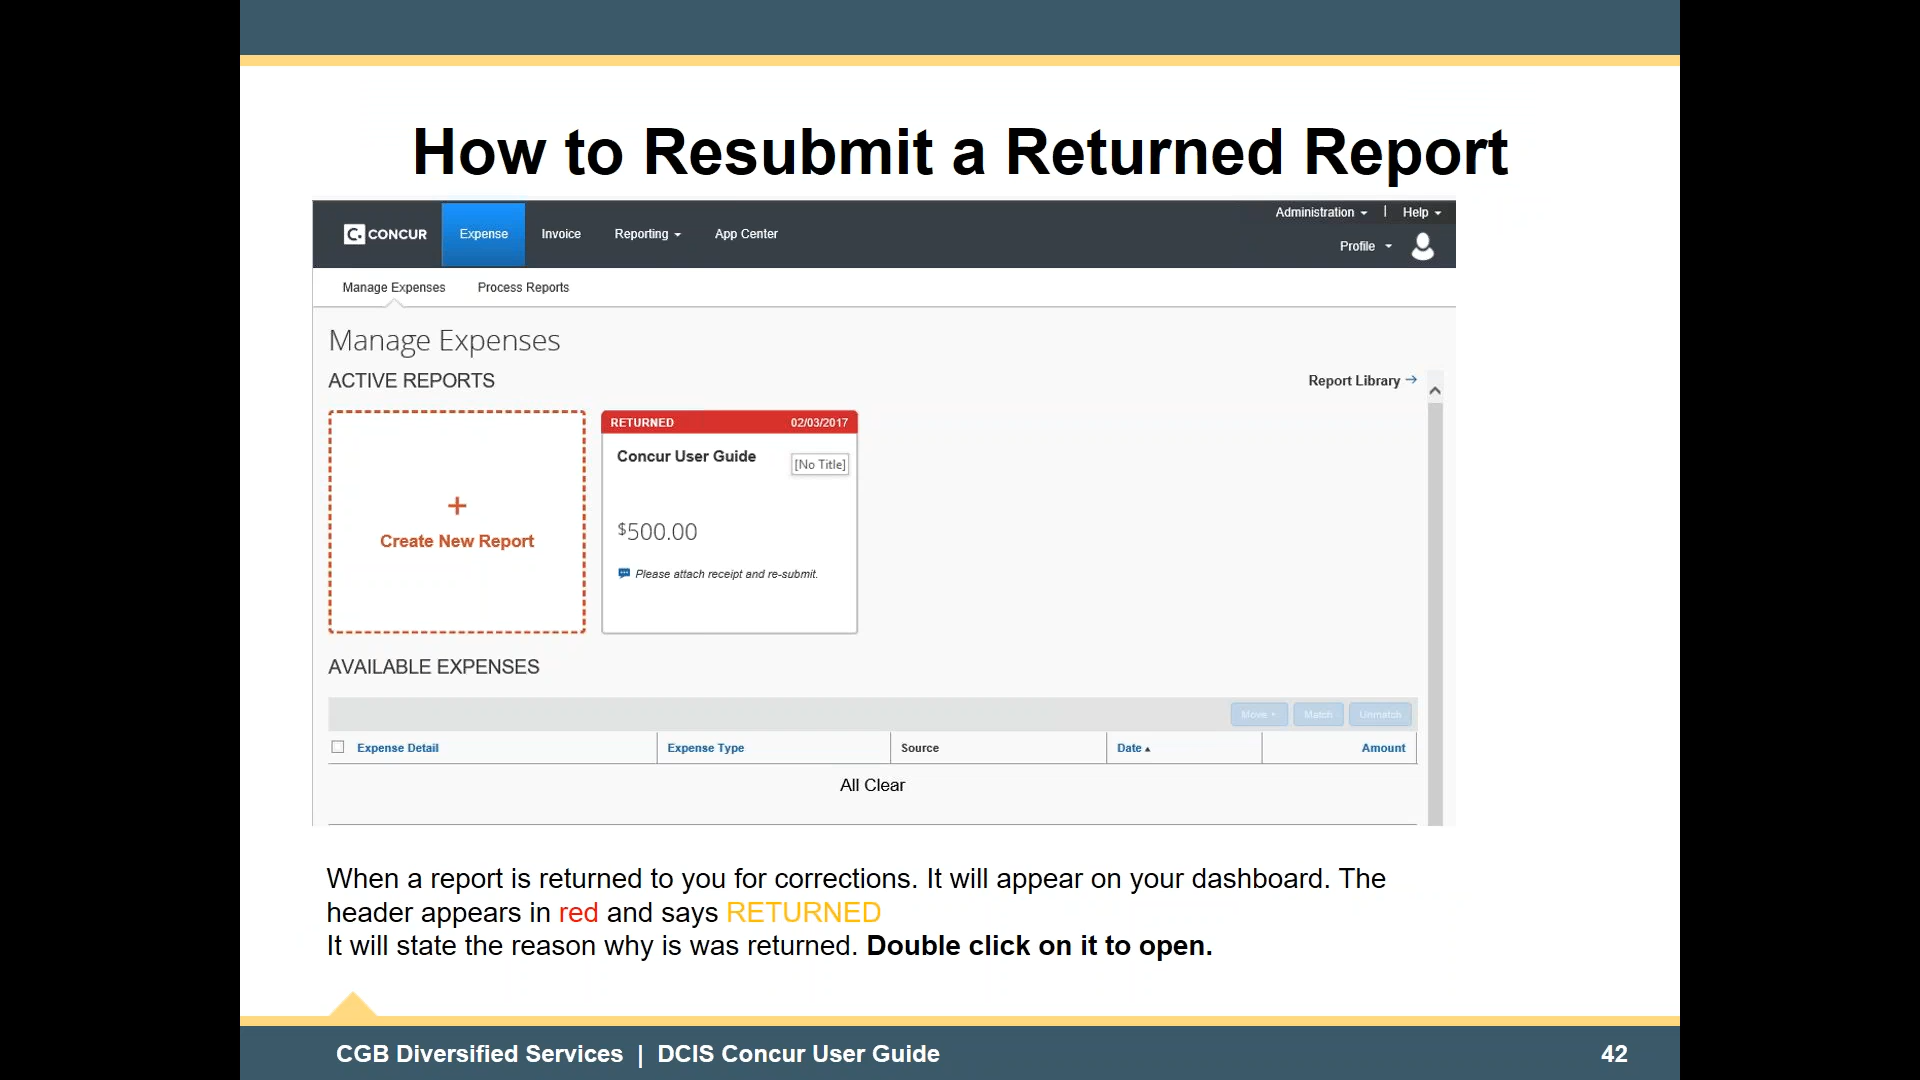 How to Resubmit a Returned Report
Administration | Help
CONCUR Expense Invoice Reporting App Center
Profile
Manage Expenses Process Reports
Manage Expenses
ACTIVE REPORTS
Report Library →
RETURNED 02/03/2017
Concur User Guide
[No Title]
+
Create New Report
$500.00
Please attach receipt and re-submit.
AVAILABLE EXPENSES
Move Match Unmatch
Expense Detail Expense Type Source Date Amount
All Clear
When a report is returned to you for corrections. It will appear on your dashboard. The
header appears in red and says RETURNED
It will state the reason why is was returned. Double click on it to open.
CGB Diversified Services | DCIS Concur User Guide
42